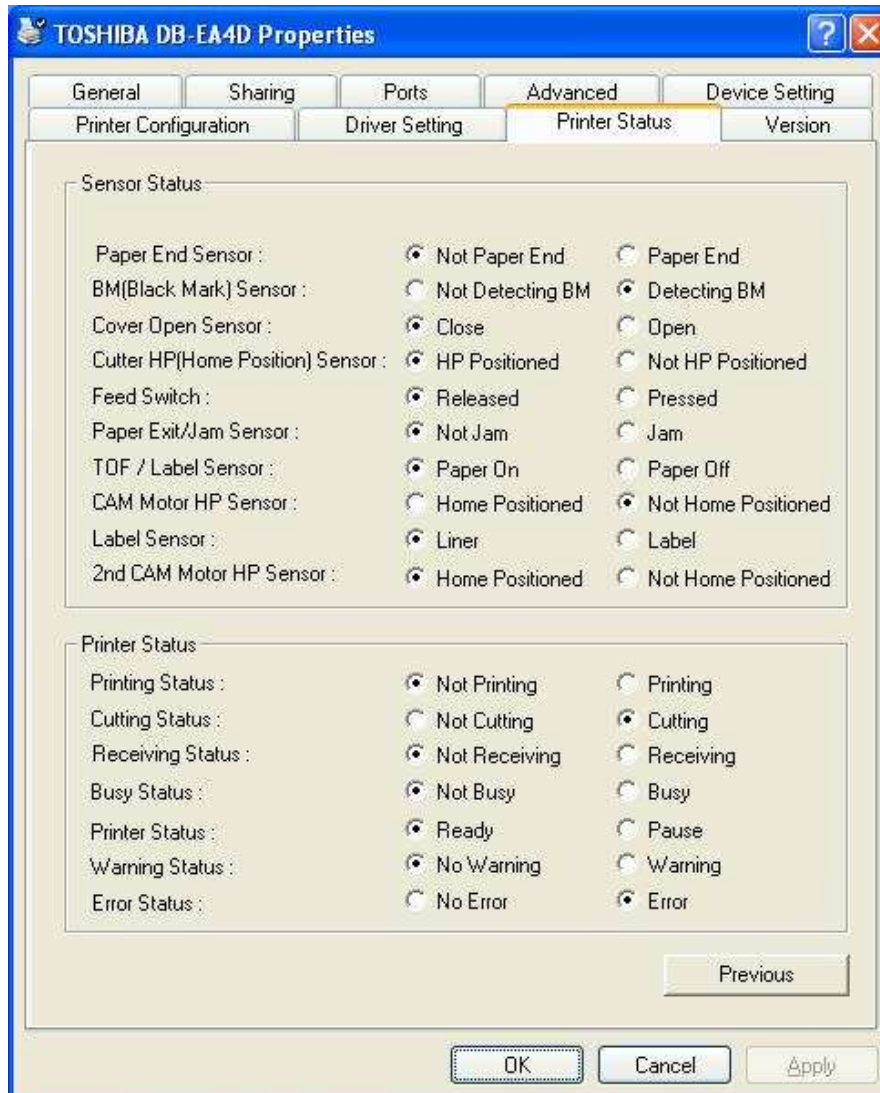 TOSHIBA DB-EA4D Properties
General Sharing Ports Advanced Device Setting
Printer Configuration Driver Setting Printer Status Version
Sensor Status
Paper End Sensor : Not Paper End Paper End
BM(Black Mark) Sensor : Not Detecting BM Detecting BM
Cover Open Sensor : Close Open
Cutter HP(Home Position) Sensor : HP Positioned Not HP Positioned
Feed Switch : Released Pressed
Paper Exit/Jam Sensor : Not Jam Jam
TOF / Label Sensor : Paper On Paper Off
CAM Motor HP Sensor : Home Positioned Not Home Positioned
Label Sensor : Liner Label
2nd CAM Motor HP Sensor : Home Positioned Not Home Positioned
Printer Status
Printing Status : Not Printing Printing
Cutting Status : Not Cutting Cutting
Receiving Status : Not Receiving Receiving
Busy Status : Not Busy Busy
Printer Status : Ready Pause
Warning Status : No Warning Warning
Error Status : No Error Error
Previous
OK Cancel Apply